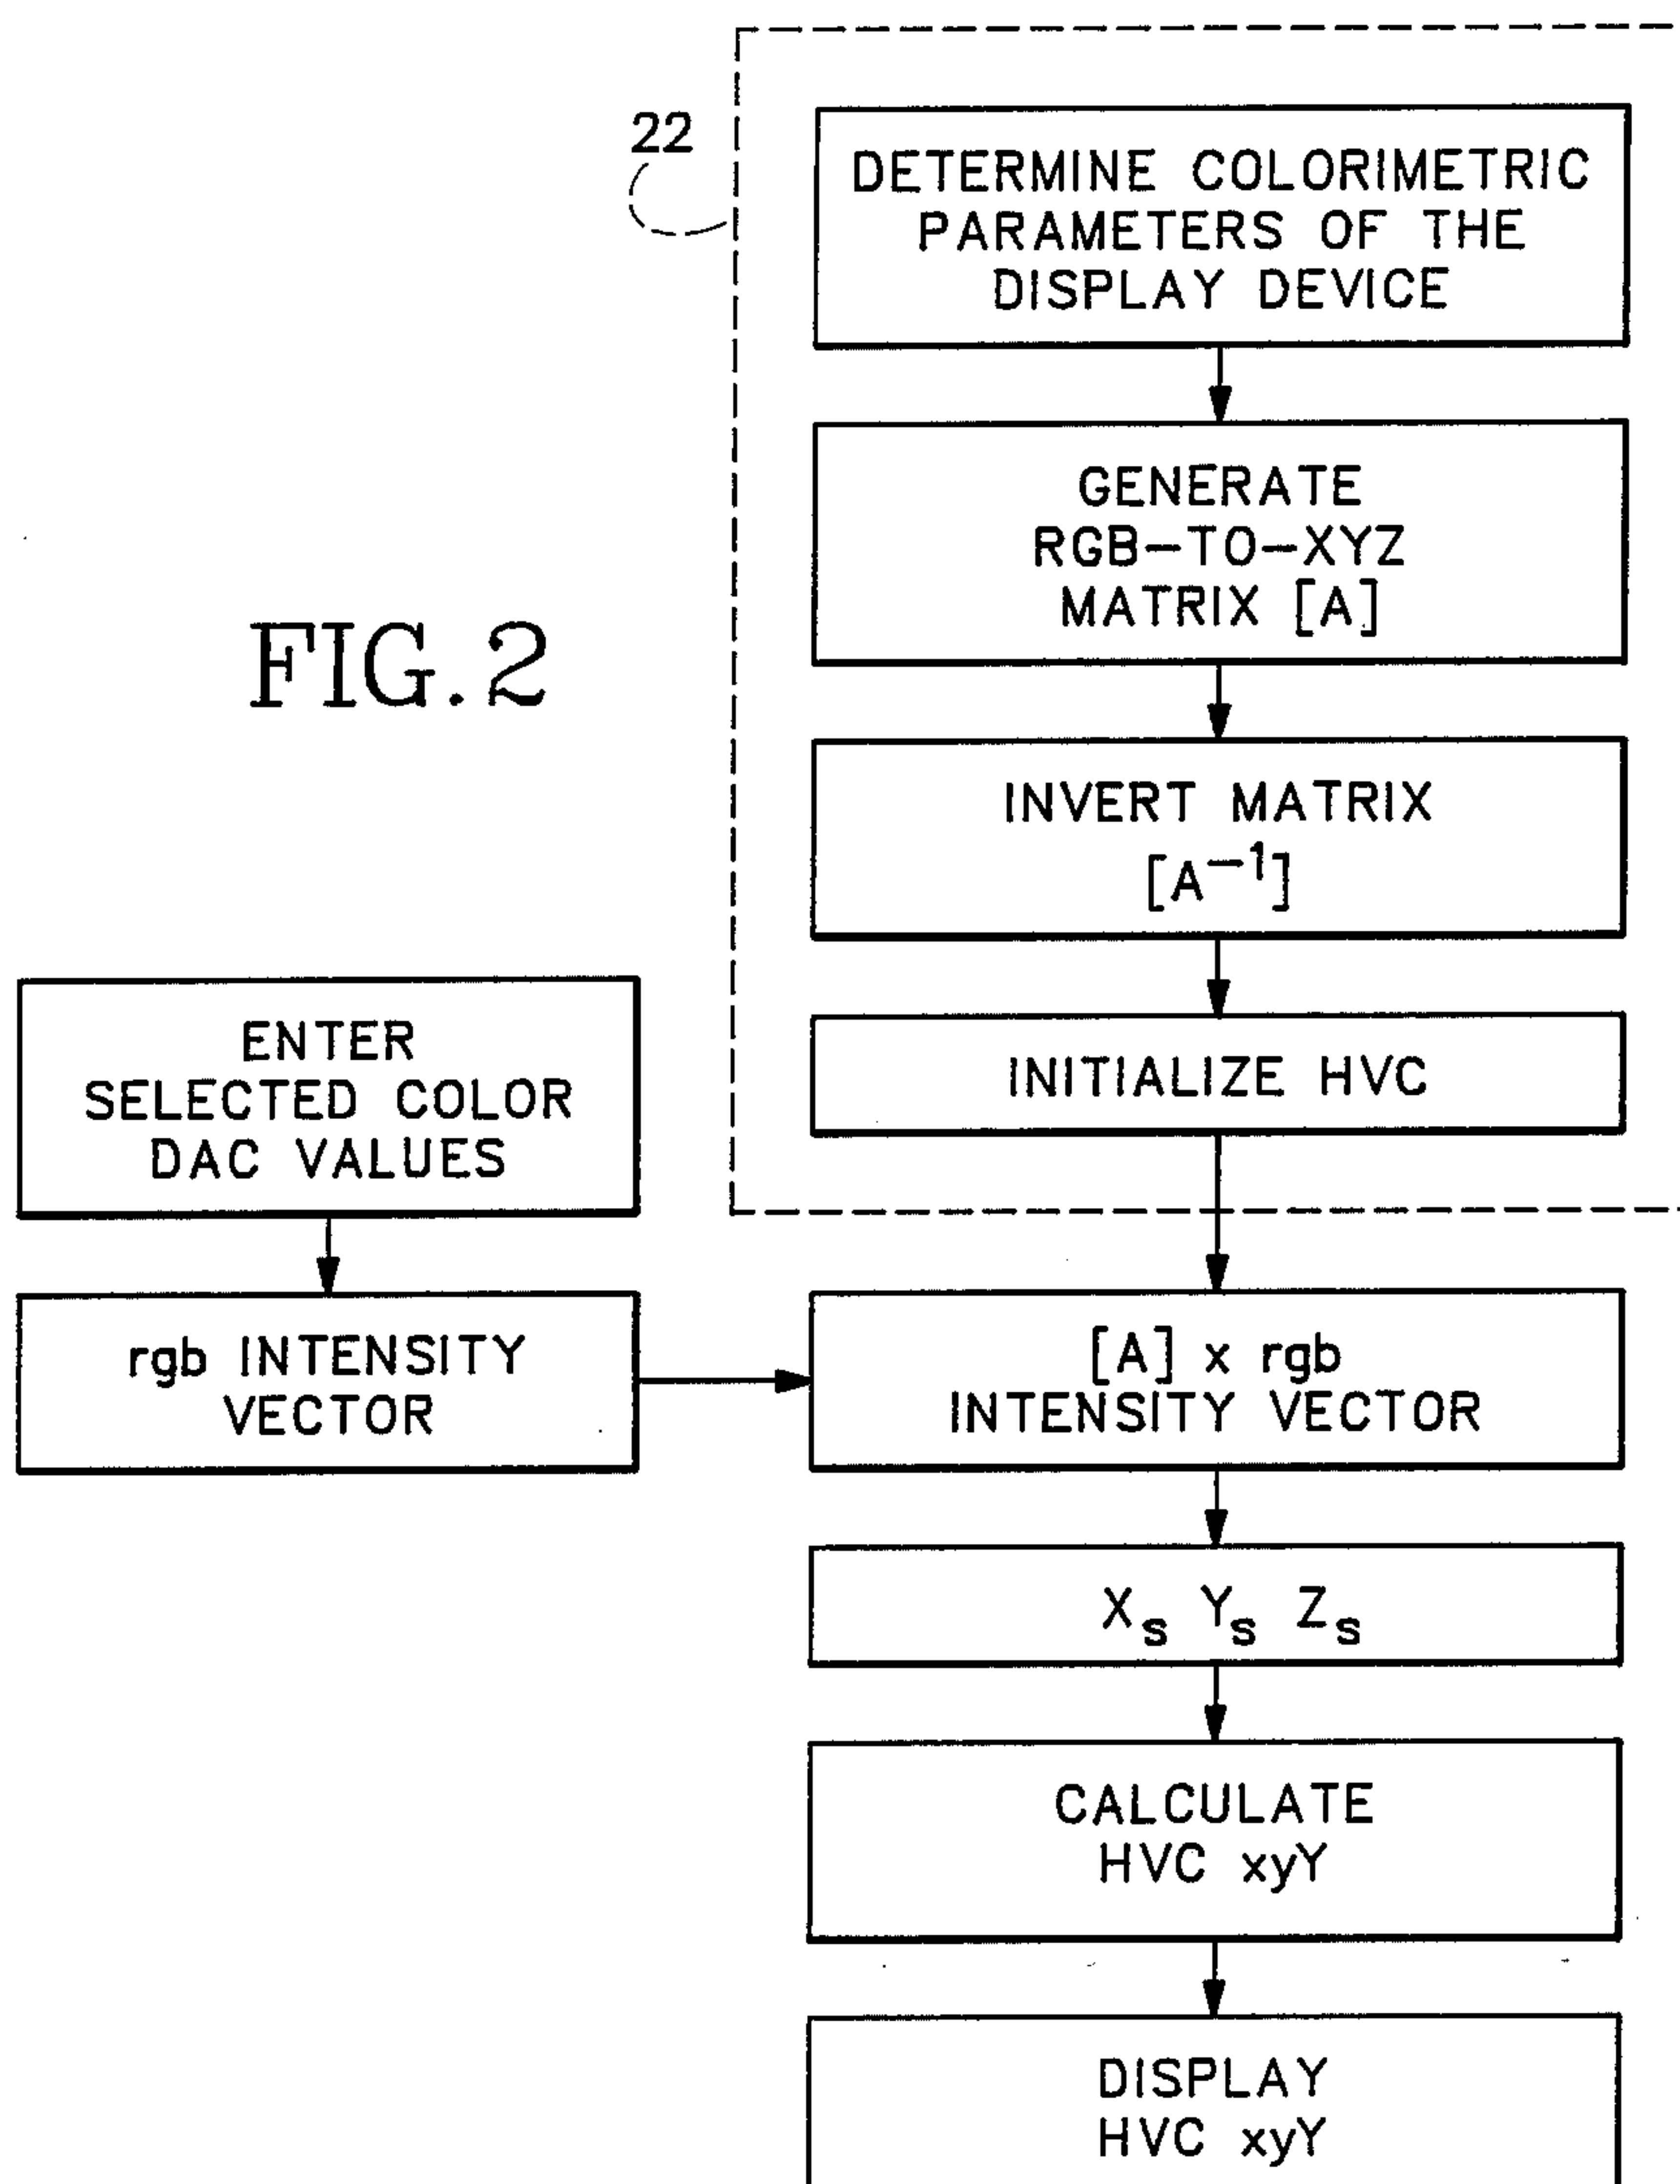 22
DETERMINE COLORIMETRIC
PARAMETERS OF THE
DISPLAY DEVICE
GENERATE
RGB-TO-XYZ
MATRIX [A]
FIG. 2
INVERT MATRIX
[A⁻¹]
INITIALIZE HVC
ENTER
SELECTED COLOR
DAC VALUES
rgb INTENSITY
VECTOR
[A] x rgb
INTENSITY VECTOR
Xₛ Yₛ Zₛ
CALCULATE
HVC xyY
DISPLAY
HVC xyY